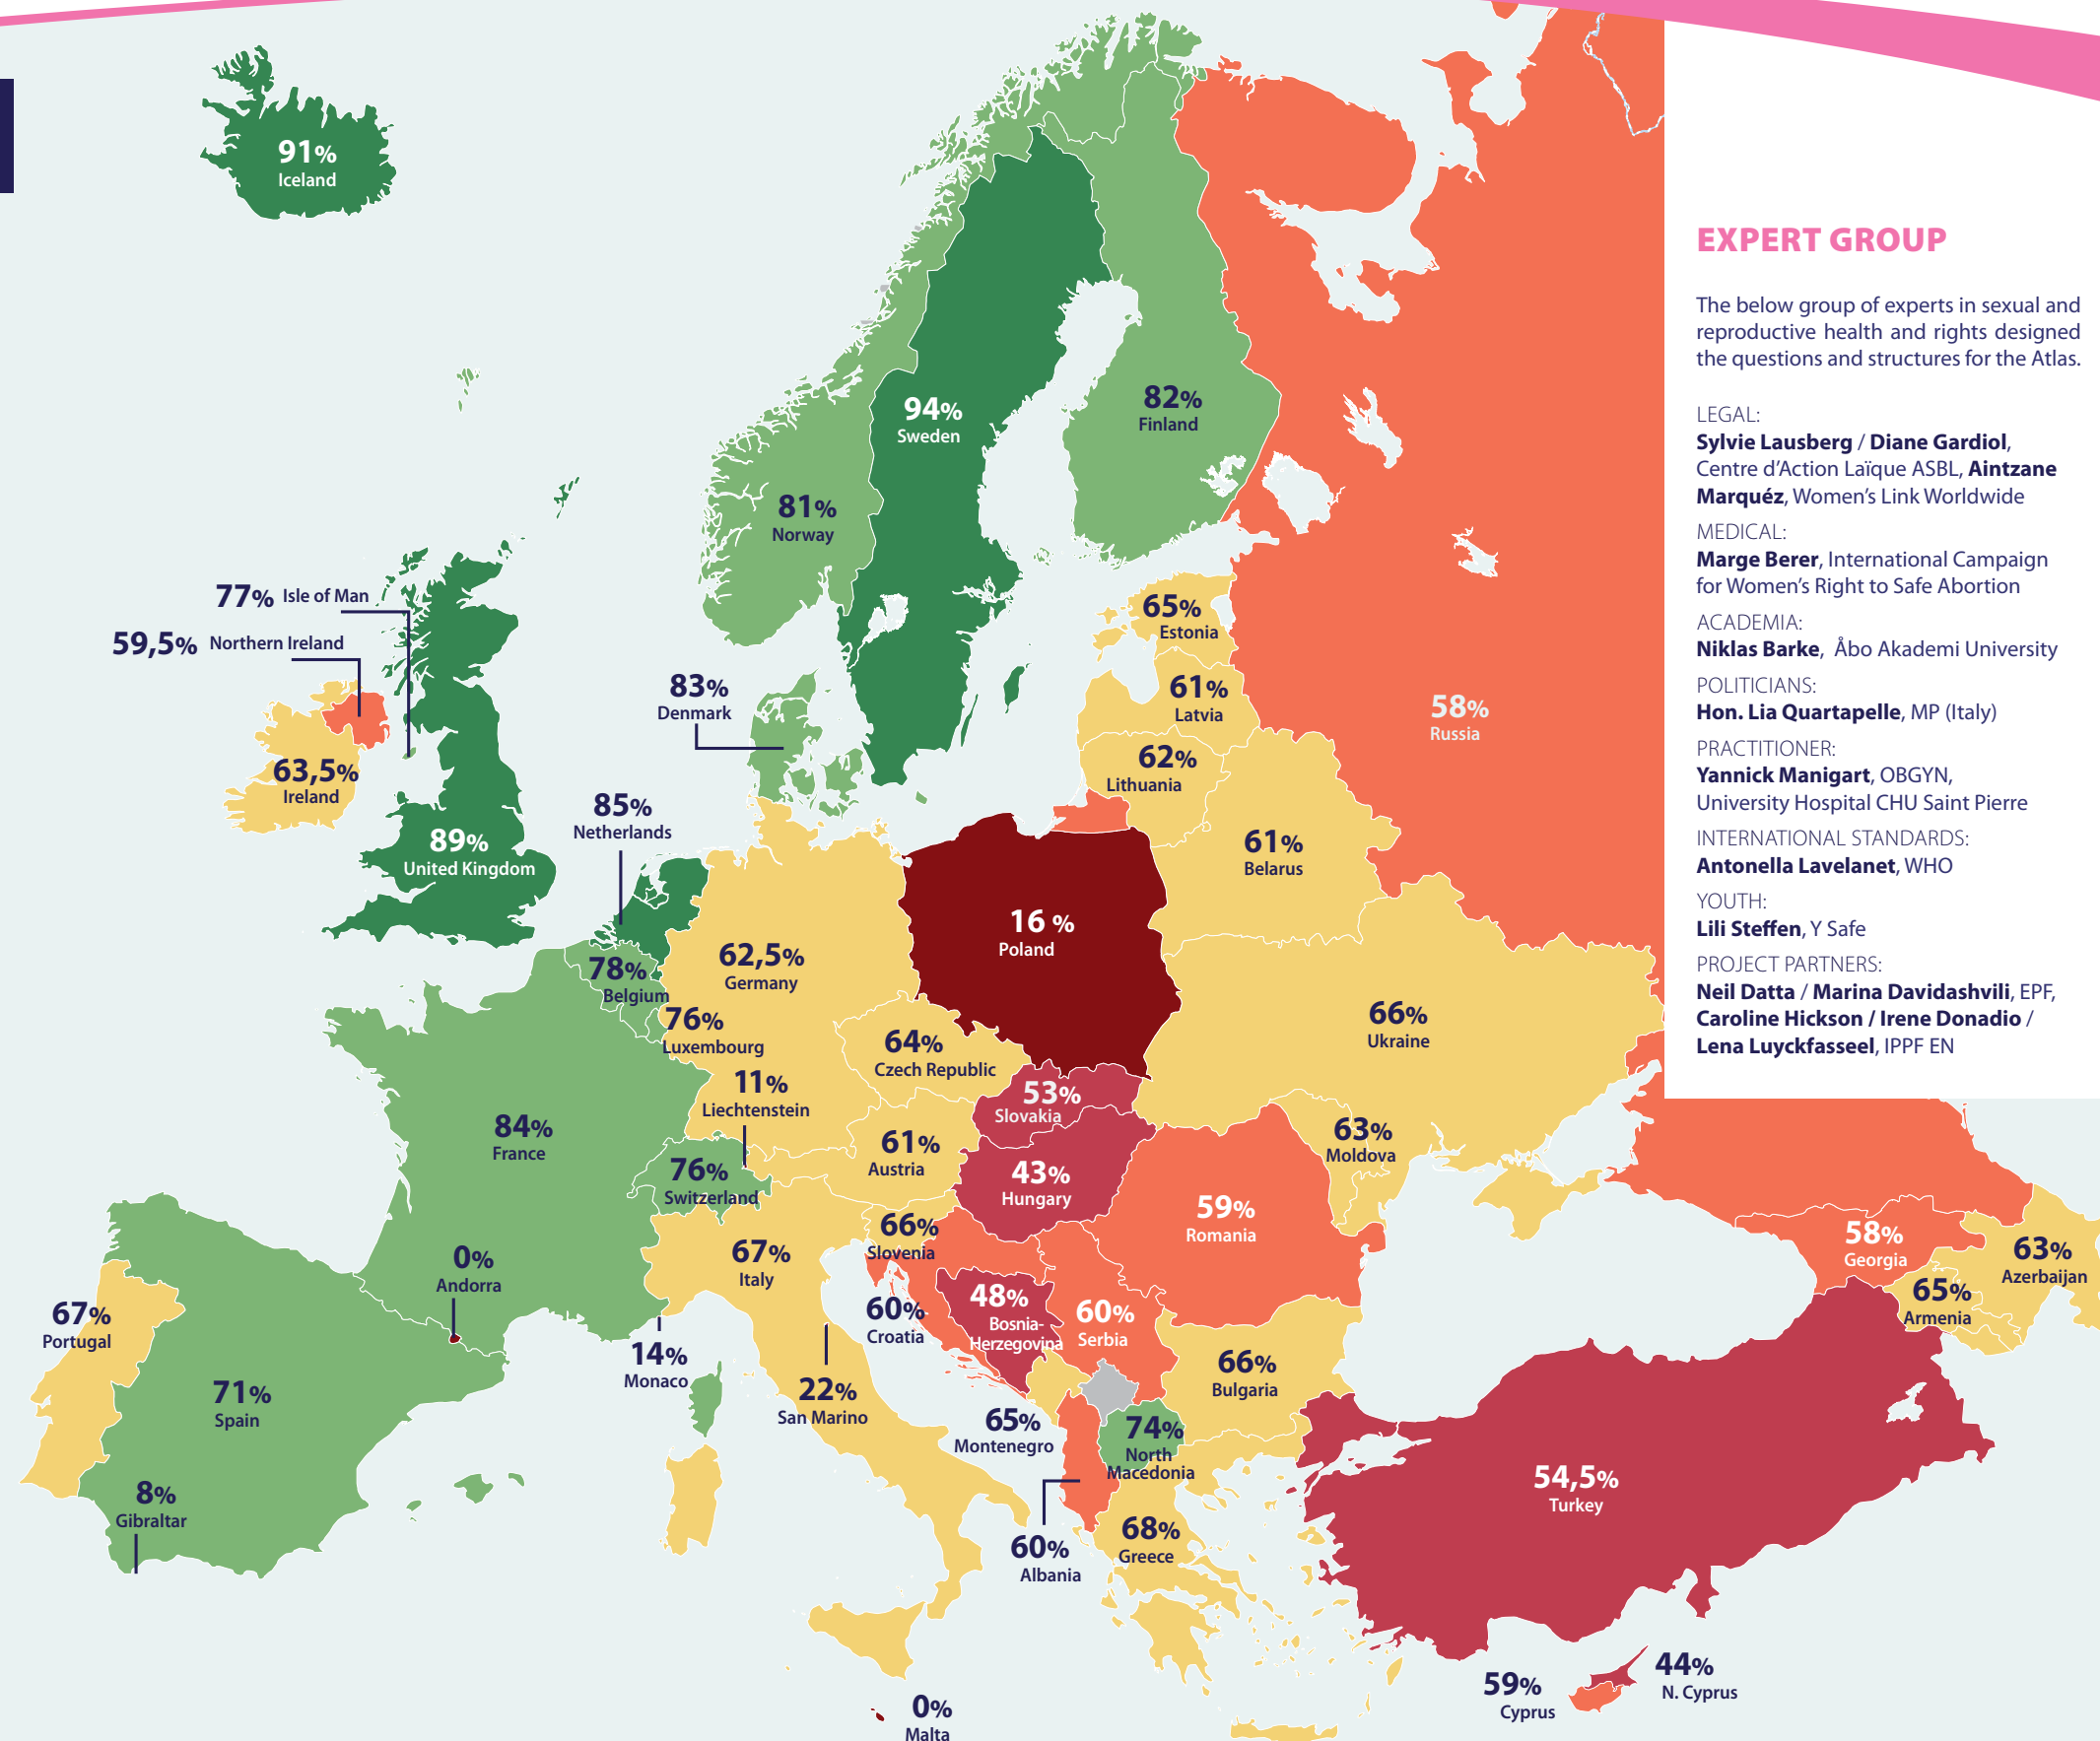 91%
Iceland
94%
Sweden
82%
Finland
81%
Norway
77% Isle of Man
59,5% Northern Ireland
65%
Estonia
83%
Denmark
61%
Latvia
58%
Russia
63,5%
Ireland
62%
Lithuania
85%
Netherlands
89%
United Kingdom
61%
Belarus
16 %
Poland
62,5%
Germany
78%
Belgium
76%
Luxembourg
66%
Ukraine
64%
Czech Republic
11%
Liechtenstein
53%
Slovakia
84%
France
61%
Austria
63%
Moldova
76%
Switzerland
43%
Hungary
59%
Romania
66%
Slovenia
67%
Italy
0%
Andorra
58%
Georgia
63%
Azerbaijan
65%
Armenia
67%
Portugal
60%
Croatia
48%
Bosnia-
Herzegovina
60%
Serbia
14%
Monaco
22%
San Marino
66%
Bulgaria
71%
Spain
65%
Montenegro
74%
North
Macedonia
8%
Gibraltar
54,5%
Turkey
68%
Greece
60%
Albania
44%
N. Cyprus
59%
Cyprus
0%
Malta
EXPERT GROUP
The below group of experts in sexual and
reproductive health and rights designed
the questions and structures for the Atlas.
LEGAL:
Sylvie Lausberg / Diane Gardiol,
Centre d’Action Laïque ASBL, Aintzane
Marquéz, Women’s Link Worldwide
MEDICAL:
Marge Berer, International Campaign
for Women’s Right to Safe Abortion
ACADEMIA:
Niklas Barke, Åbo Akademi University
POLITICIANS:
Hon. Lia Quartapelle, MP (Italy)
PRACTITIONER:
Yannick Manigart, OBGYN,
University Hospital CHU Saint Pierre
INTERNATIONAL STANDARDS:
Antonella Lavelanet, WHO
YOUTH:
Lili Steffen, Y Safe
PROJECT PARTNERS:
Neil Datta / Marina Davidashvili, EPF,
Caroline Hickson / Irene Donadio /
Lena Luyckfasseel, IPPF EN